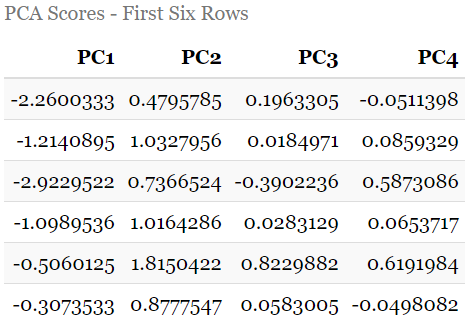 PCA Scores - First Six Rows
PC1 PC2 PC3 PC4
-2.2600333 0.4795785 0.1963305 -0.0511398
-1.2140895 1.0327956 0.0184971 0.0859329
-2.9229522 0.7366524 -0.3902236 0.5873086
-1.0989536 1.0164286 0.0283129 0.0653717
-0.5060125 1.8150422 0.8229882 0.6191984
-0.3073533 0.8777547 0.0583005 -0.0498082